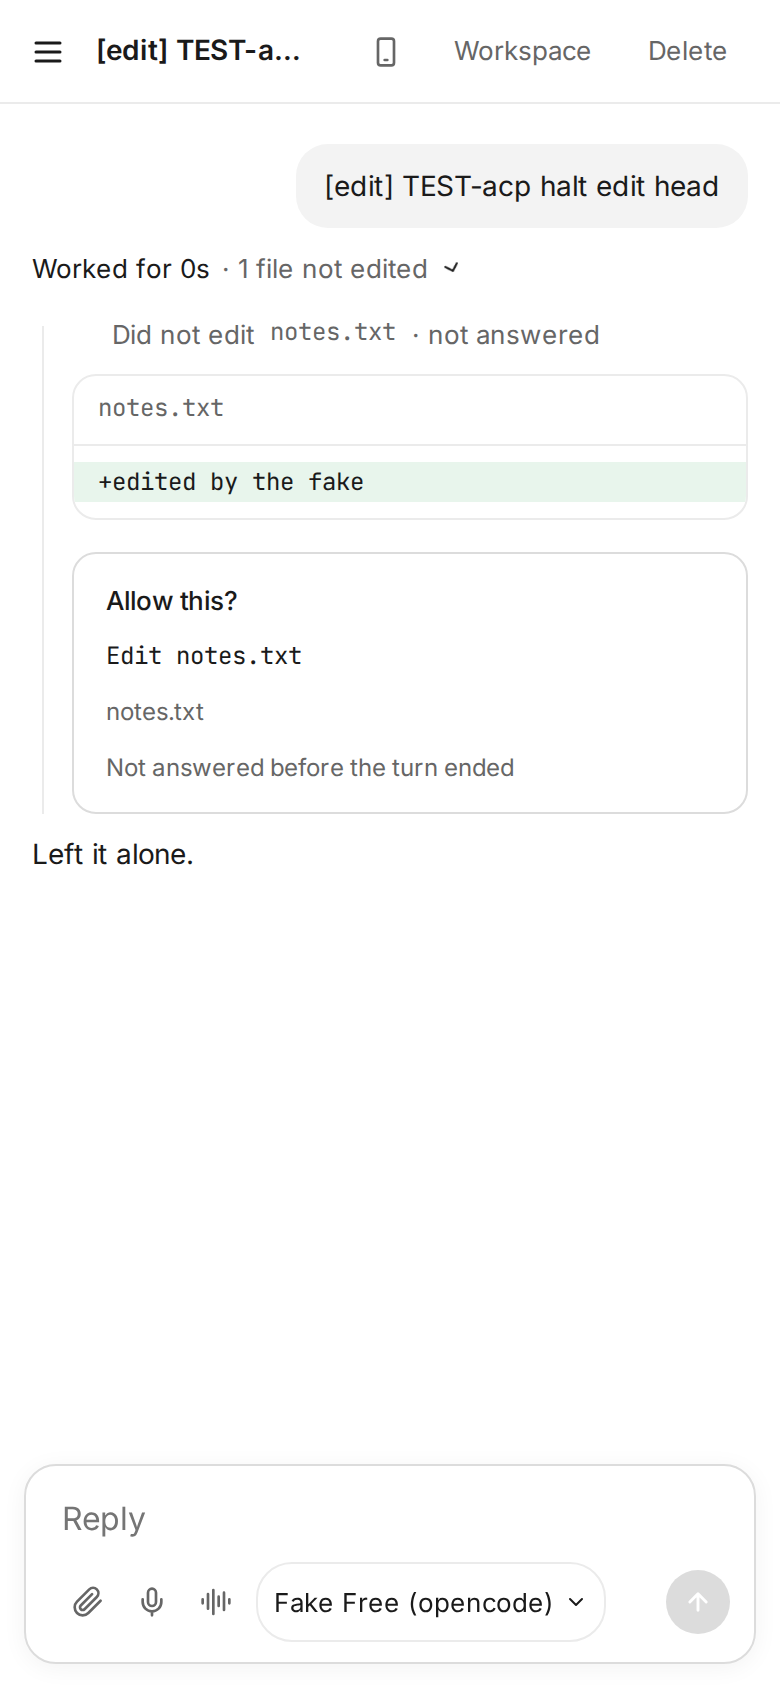 [edit] TEST-a... Workspace Delete
[edit] TEST-acp halt edit head
Worked for 0s · 1 file not edited
Did not edit notes.txt · not answered
notes.txt
+edited by the fake
Allow this?
Edit notes.txt
notes.txt
Not answered before the turn ended
Left it alone.
Reply
Fake Free (opencode)